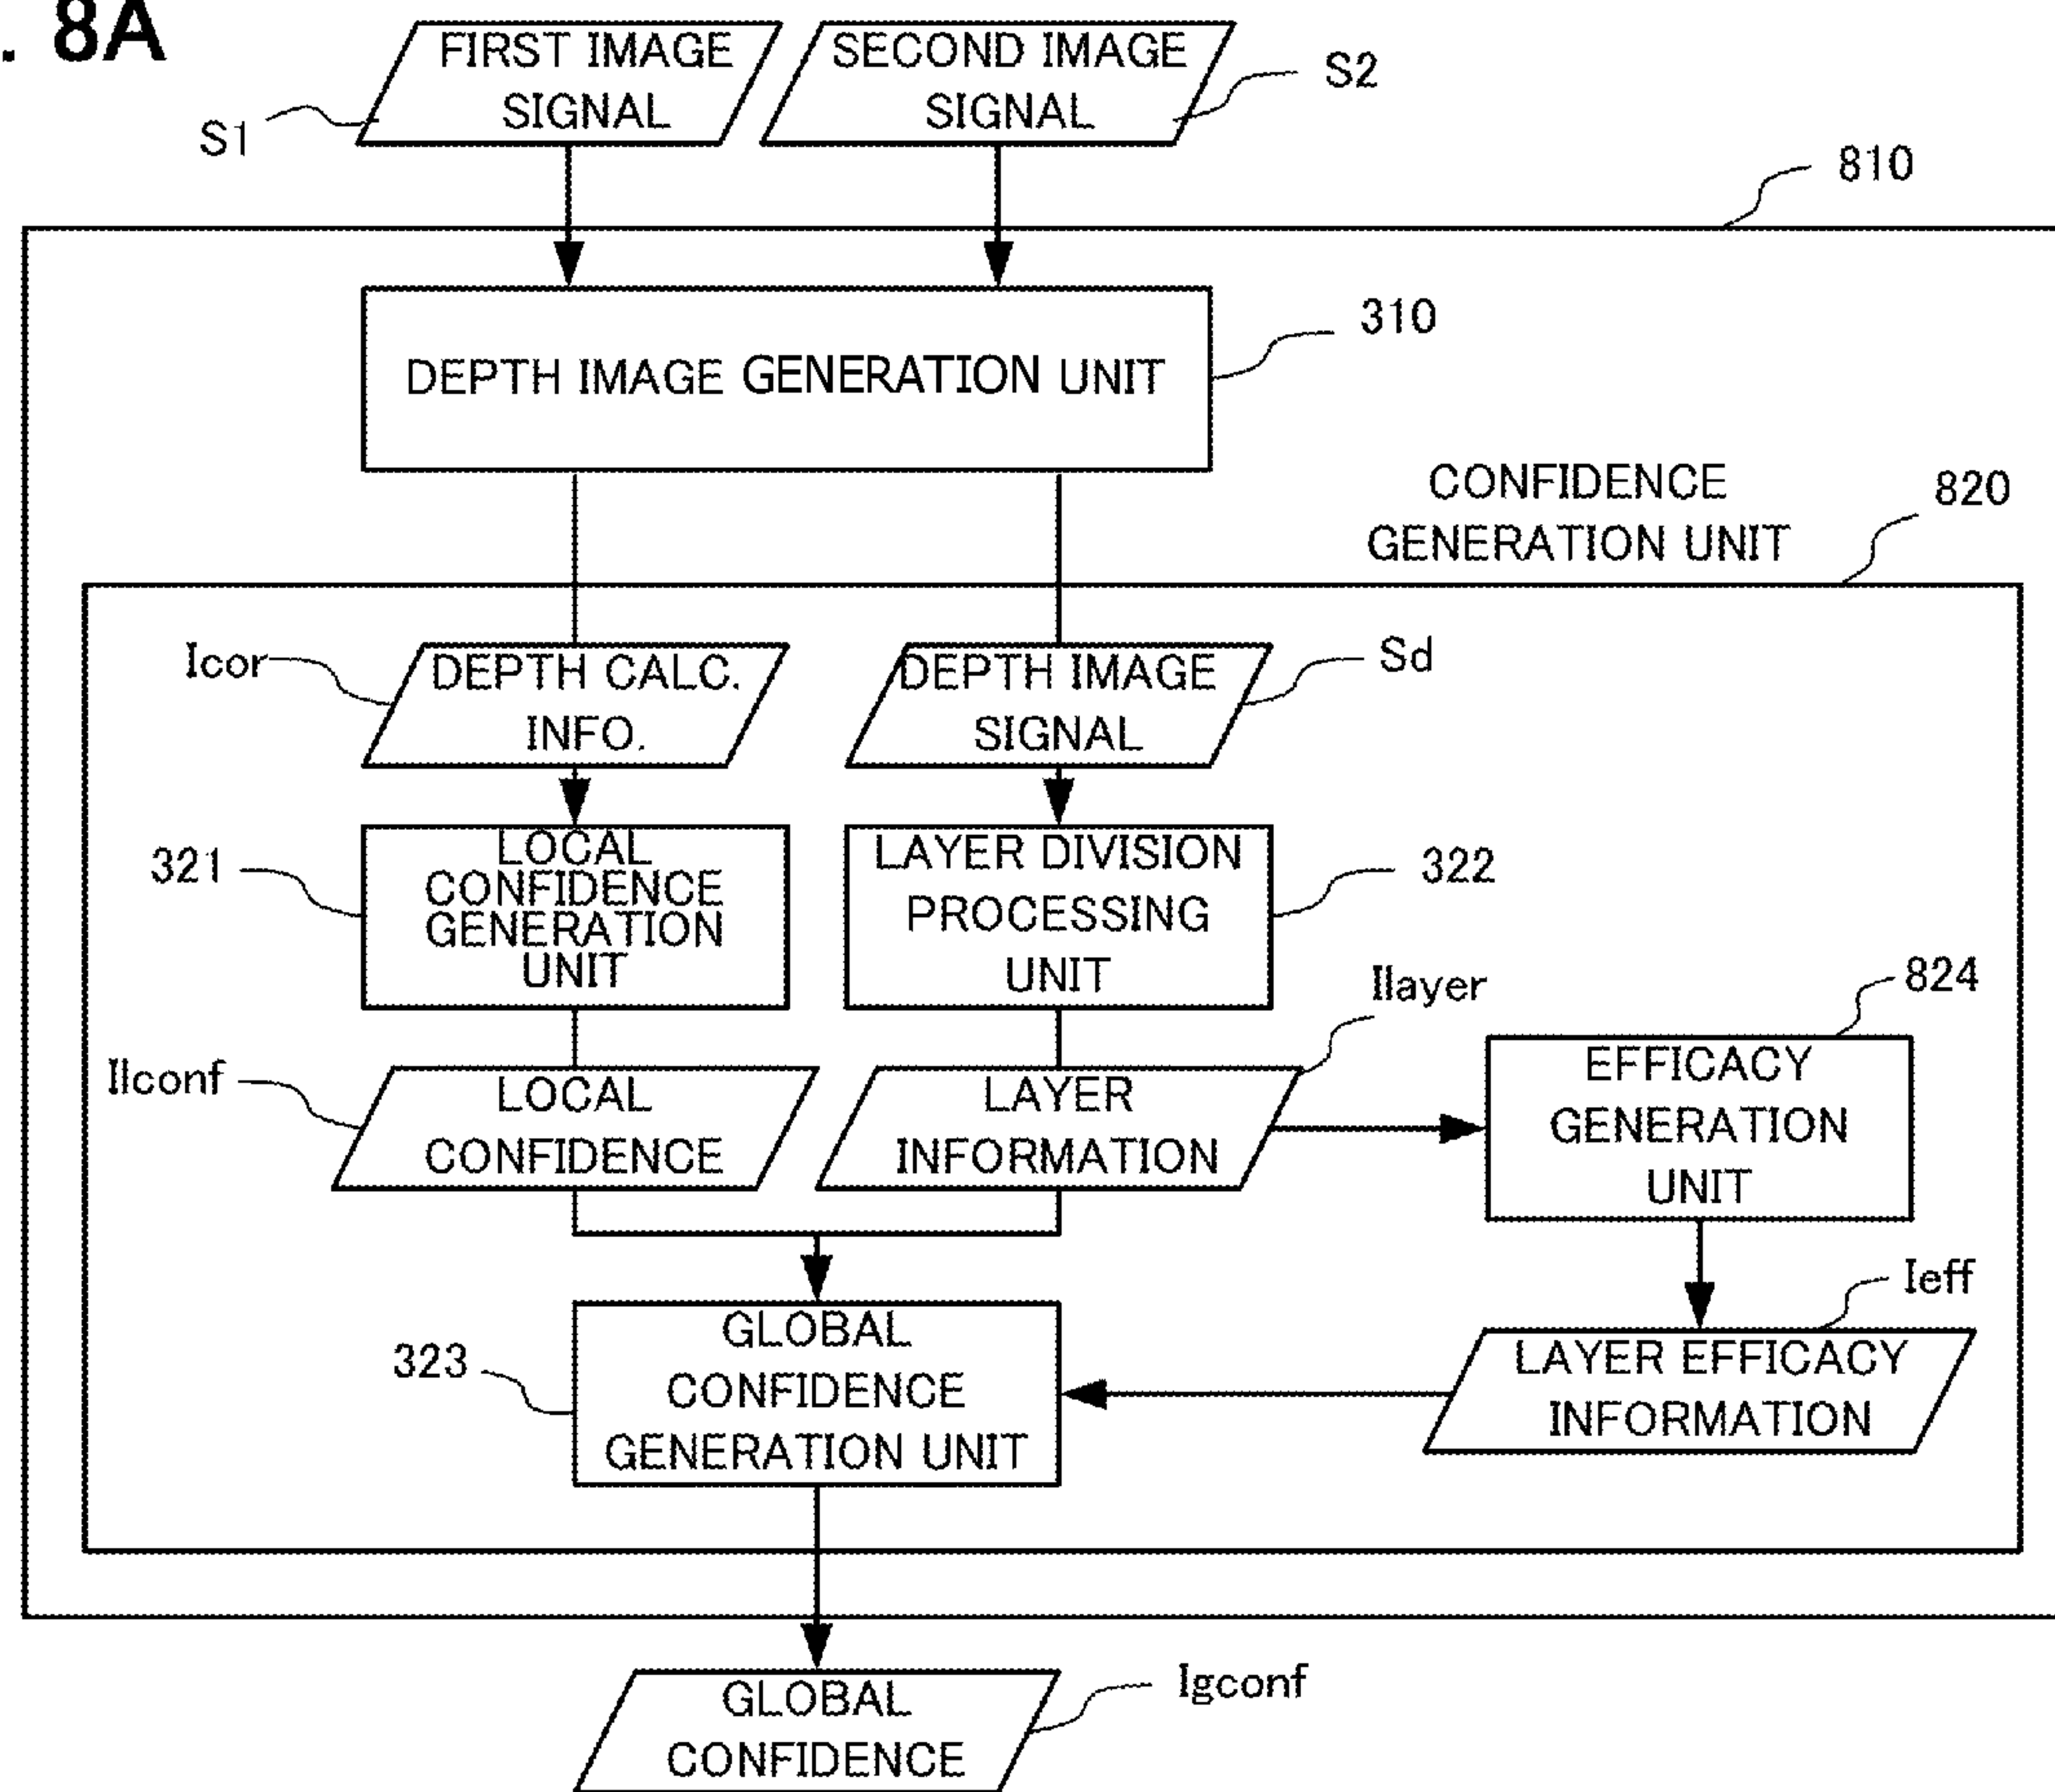 . 8A
FIRST IMAGE
SIGNAL
SECOND IMAGE
SIGNAL
S1
S2
810
DEPTH IMAGE GENERATION UNIT
310
CONFIDENCE
GENERATION UNIT
820
Icor
DEPTH CALC.
INFO.
DEPTH IMAGE
SIGNAL
Sd
321
LOCAL
CONFIDENCE
GENERATION
UNIT
LAYER DIVISION
PROCESSING
UNIT
322
Ilconf
LOCAL
CONFIDENCE
LAYER
INFORMATION
Ilayer
824
EFFICACY
GENERATION
UNIT
323
GLOBAL
CONFIDENCE
GENERATION UNIT
Ieff
LAYER EFFICACY
INFORMATION
GLOBAL
CONFIDENCE
Igconf